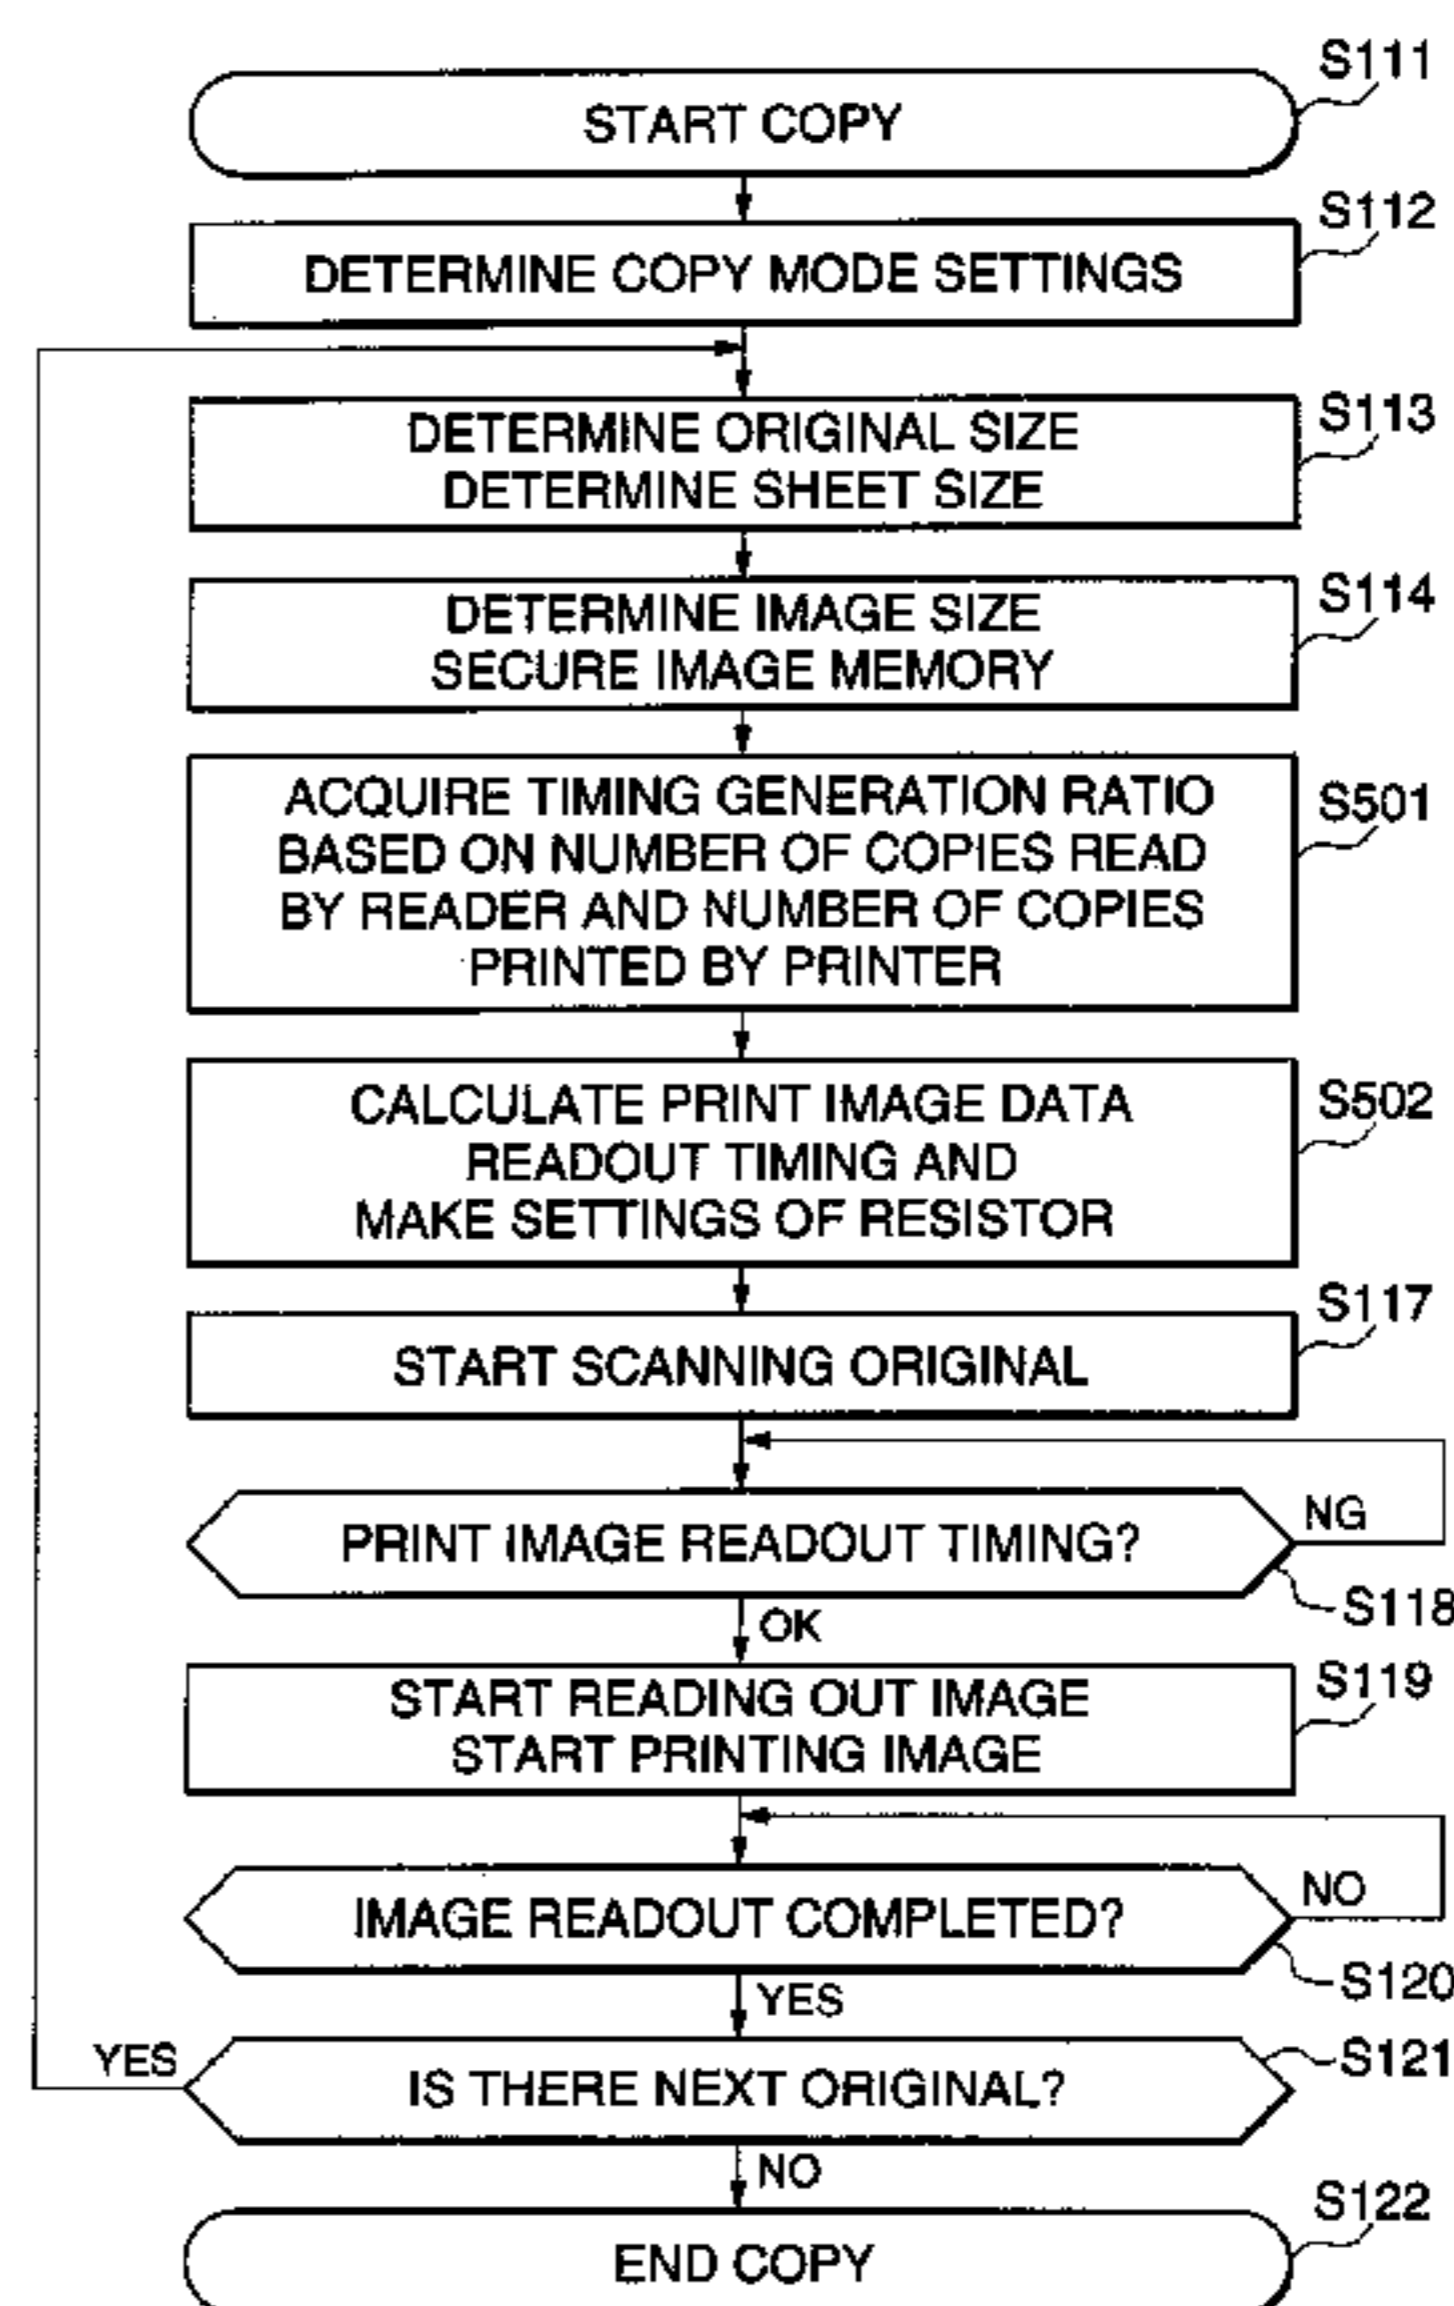 S111
START COPY
S112
DETERMINE COPY MODE SETTINGS
S113
DETERMINE ORIGINAL SIZE
DETERMINE SHEET SIZE
S114
DETERMINE IMAGE SIZE
SECURE IMAGE MEMORY
S501
ACQUIRE TIMING GENERATION RATIO
BASED ON NUMBER OF COPIES READ
BY READER AND NUMBER OF COPIES
PRINTED BY PRINTER
S502
CALCULATE PRINT IMAGE DATA
READOUT TIMING AND
MAKE SETTINGS OF RESISTOR
S117
START SCANNING ORIGINAL
PRINT IMAGE READOUT TIMING?
NG
S118
OK
START READING OUT IMAGE
START PRINTING IMAGE
S119
IMAGE READOUT COMPLETED?
NO
S120
YES
YES
IS THERE NEXT ORIGINAL?
S121
NO
S122
END COPY